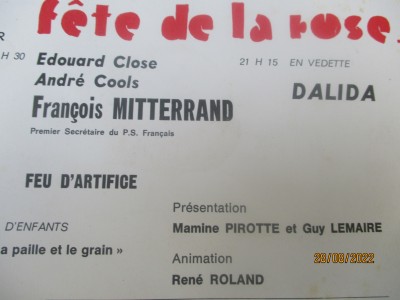 fête de la rose
R
H 30 Edouard Close
21 H 15 EN VEDETTE
André Cools
DALIDA
François MITTERRAND
Premier Secrétaire du P.S. Français
FEU D'ARTIFICE
Présentation
D'ENFANTS
Mamine PIROTTE et Guy LEMAIRE
a paille et le grain »
Animation
René ROLAND
29/08/2022